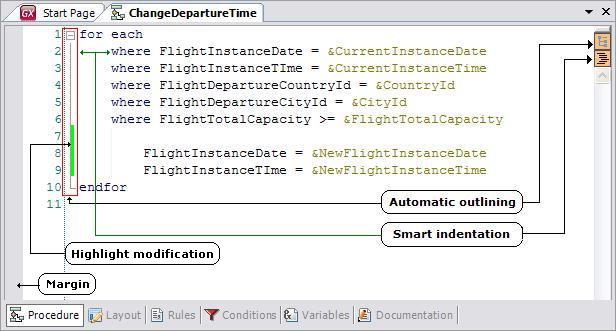 GX Start Page ChangeDepartureTime
1 for each
2 where FlightInstanceDate = &CurrentInstanceDate
3 where FlightInstanceTIme = &CurrentInstanceTime
4 where FlightDepartureCountryId = &CountryId
5 where FlightDepartureCityId = &CityId
6 where FlightTotalCapacity >= &FlightTotalCapacity
7
8 FlightInstanceDate = &NewFlightInstanceDate
9 FlightInstanceTIme = &NewFlightInstanceTime
10 endfor
11
Automatic outlining
Smart indentation
Highlight modification
Margin
Procedure Layout Rules Conditions Variables Documentation